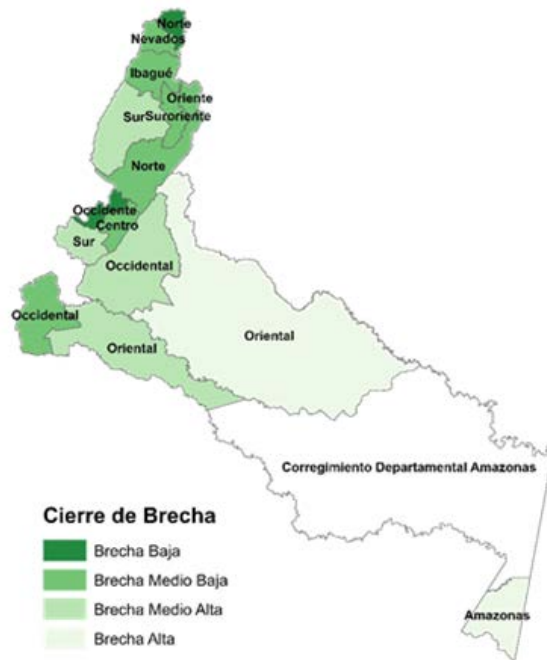 Norte
Nevados
Ibagué
Oriente
Sur
Suroriente
Norte
Occidente
Centro
Sur
Occidental
Occidental
Oriental
Oriental
Corregimiento Departamental Amazonas
Amazonas
Cierre de Brecha
Brecha Baja
Brecha Medio Baja
Brecha Medio Alta
Brecha Alta